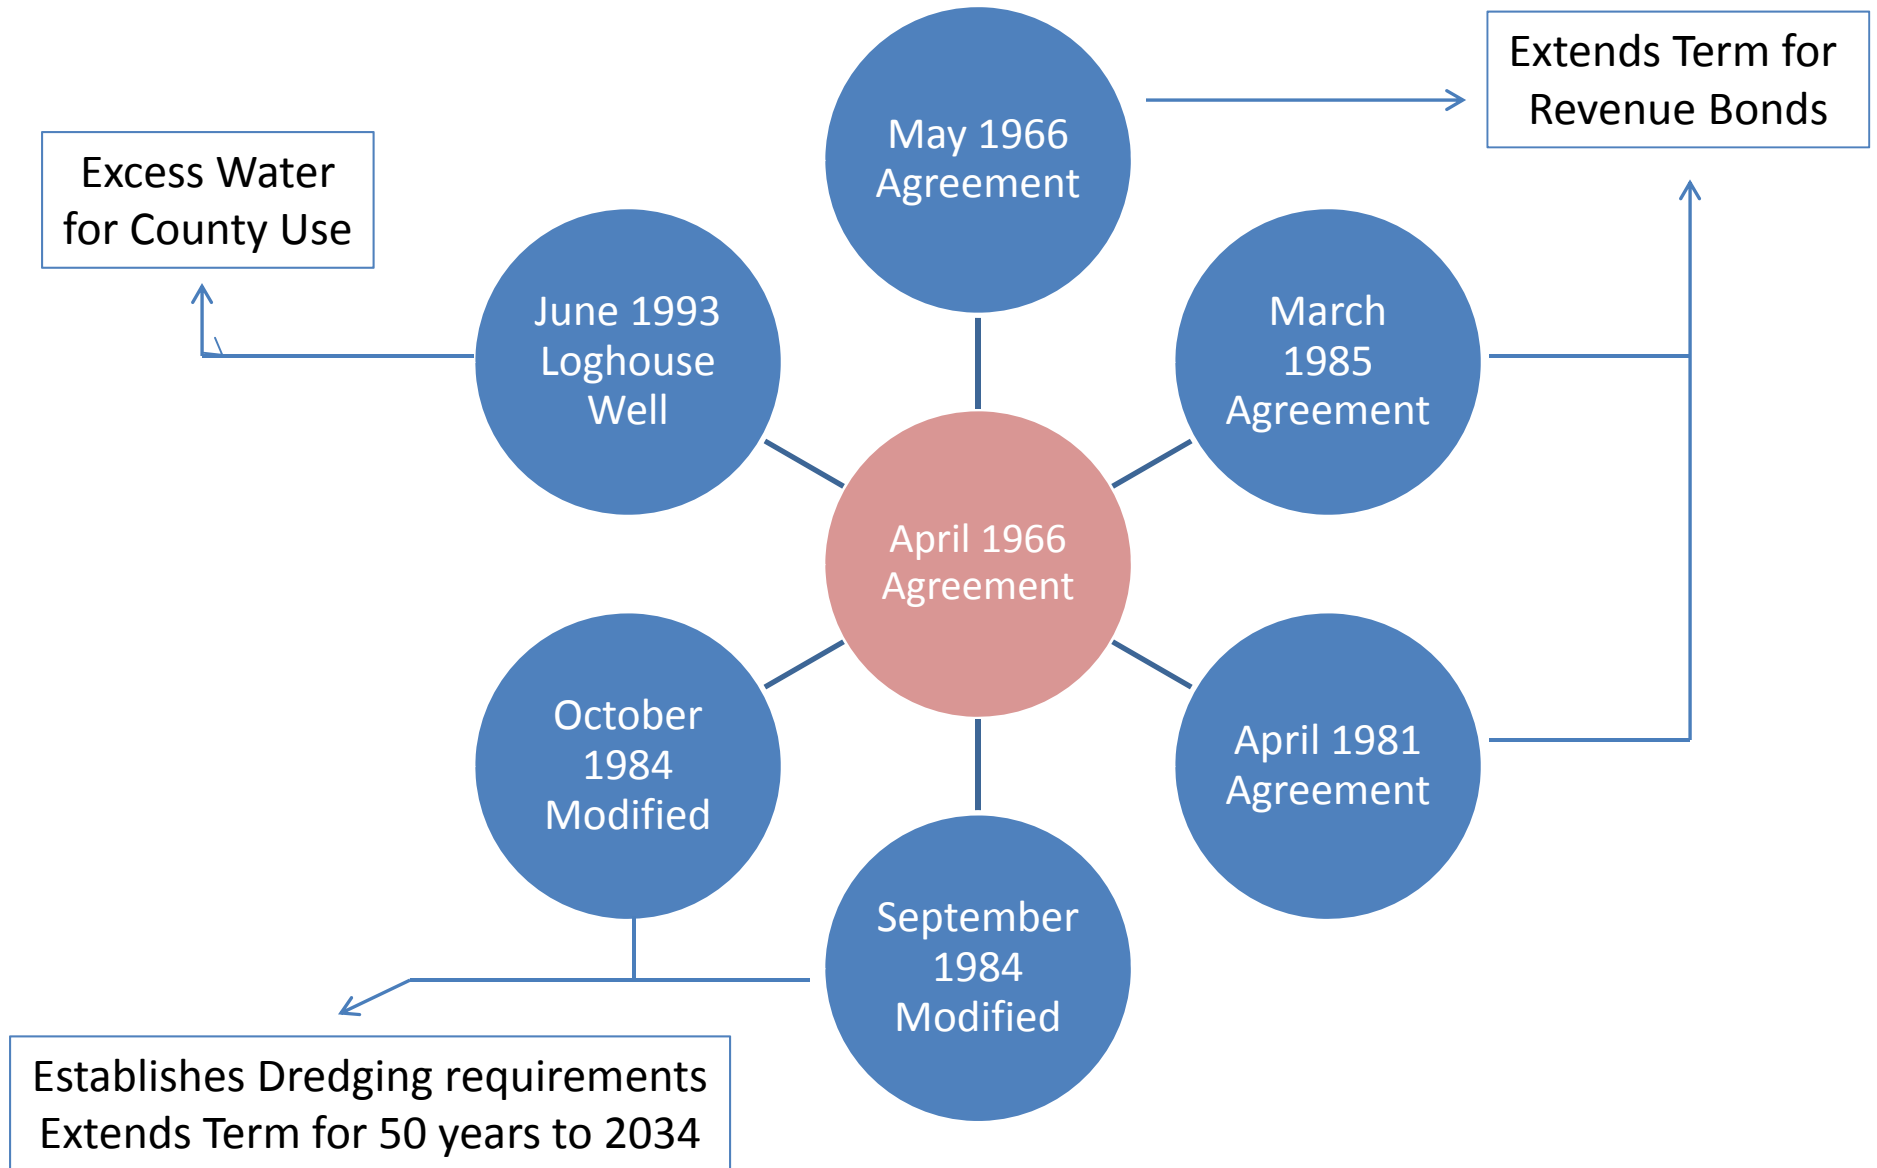 Extends Term for
Revenue Bonds
May 1966
Agreement
Excess Water
for County Use
June 1993
Loghouse
Well
March
1985
Agreement
April 1966
Agreement
October
1984
Modified
April 1981
Agreement
September
1984
Modified
Establishes Dredging requirements
Extends Term for 50 years to 2034